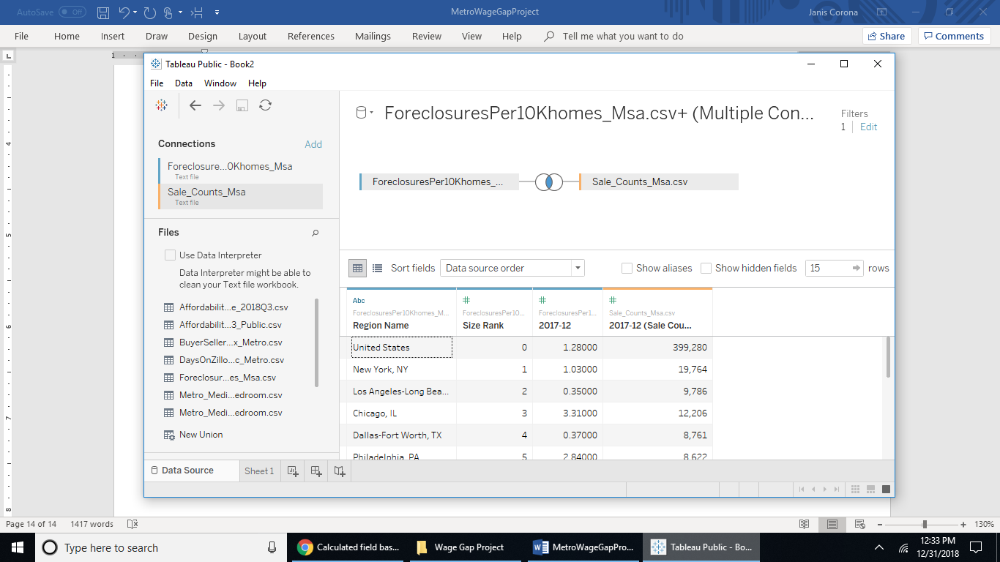 AutoSave Off MetroWageGapProject Janis Corona
File Home Insert Draw Design Layout References Mailings Review View Help Tell me what you want to do Share Comments
L 1
Tableau Public - Book2
File Data Window Help
ForeclosuresPer10Khomes_Msa.csv+ (Multiple Con...
Filters
1 Edit
Connections Add
Foreclosure...0Khomes_Msa
Text file
Sale_Counts_Msa
Text file
ForeclosuresPer10Khomes_... Sale_Counts_Msa.csv
Files
Use Data Interpreter
Data Interpreter might be able to
clean your Text file workbook.
Affordabilit...e_2018Q3.csv
Affordabilit...3_Public.csv
BuyerSeller...x_Metro.csv
DaysOnZillo...c_Metro.csv
Foreclosur...es_Msa.csv
Metro_Medi...edroom.csv
Metro_Medi...edroom.csv
New Union
Sort fields Data source order Show aliases Show hidden fields 15 rows
Abc # # #
ForeclosuresPer10Khomes_M... ForeclosuresPer10... ForeclosuresPer1... Sale_Counts_Msa.csv
Region Name Size Rank 2017-12 2017-12 (Sale Cou...
United States 0 1.28000 399,280
New York, NY 1 1.03000 19,764
Los Angeles-Long Bea... 2 0.35000 9,786
Chicago, IL 3 3.31000 12,206
Dallas-Fort Worth, TX 4 0.37000 8,761
Philadelphia, PA 5 2.84000 8,622
Data Source Sheet 1
4
5
6
7
8
Page 14 of 14 1417 words 130%
Type here to search Calculated field bas... Wage Gap Project MetroWageGapPro... Tableau Public - Bo... 12:33 PM
12/31/2018